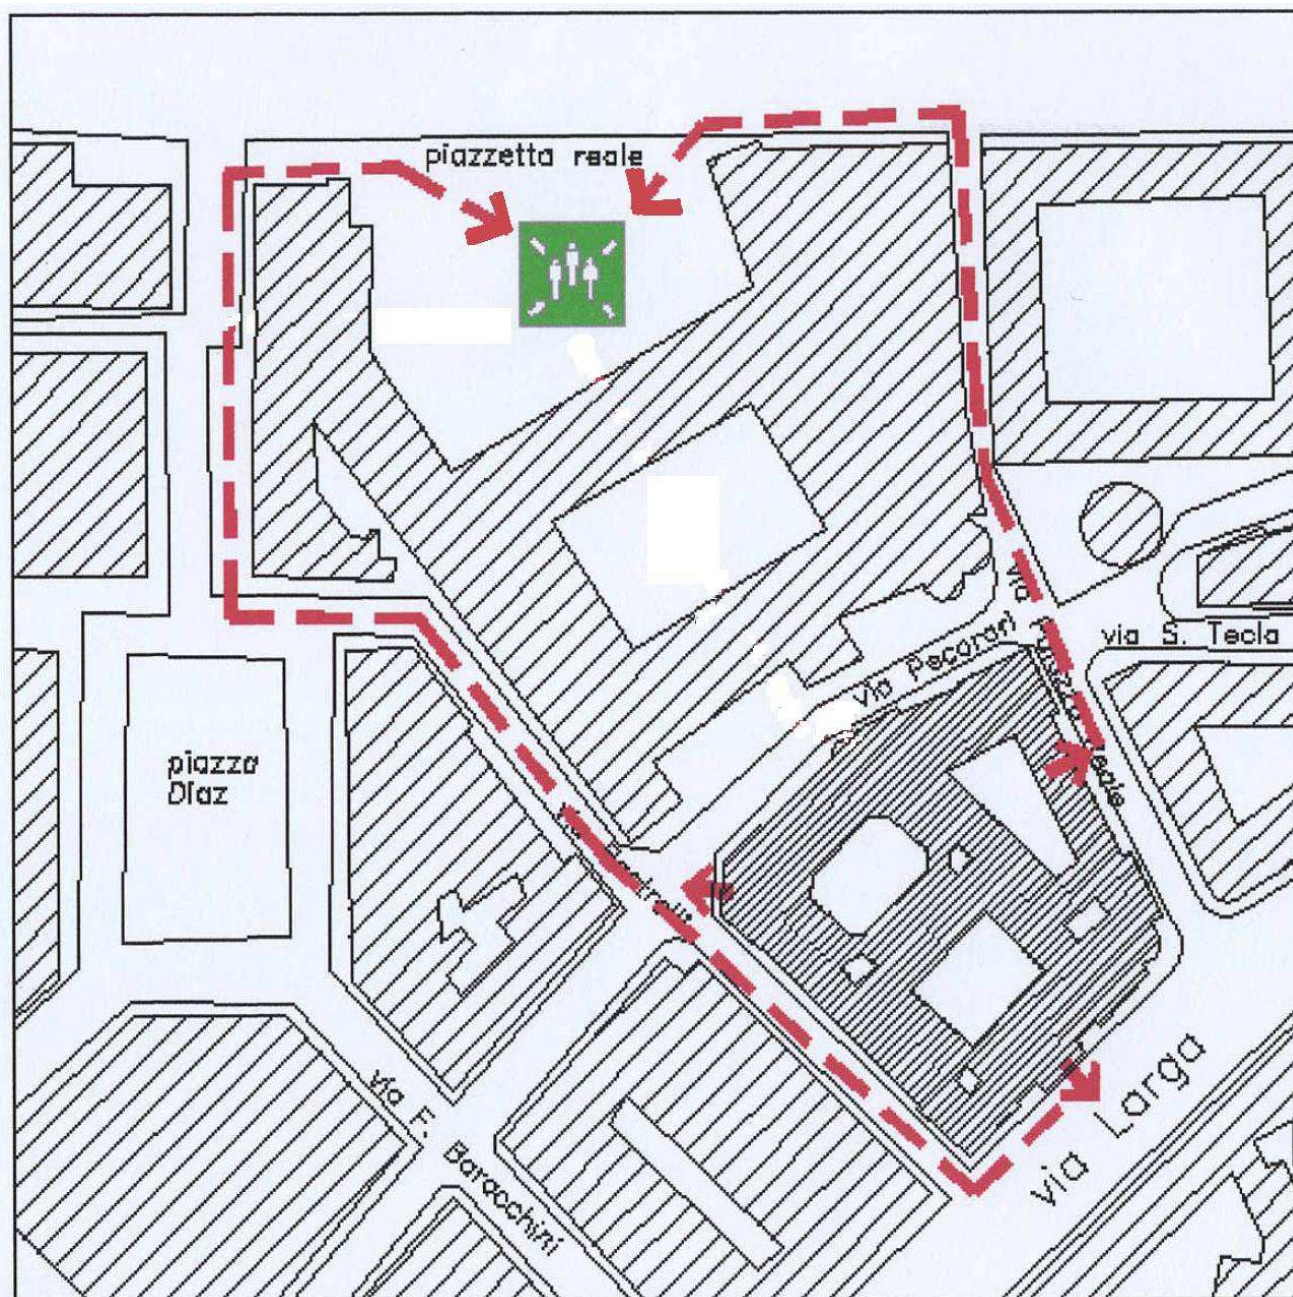 piazzetta reale
via Pecorari
reale
via S. Tecla
piazza
Diaz
via F. Baracchini
via Larga